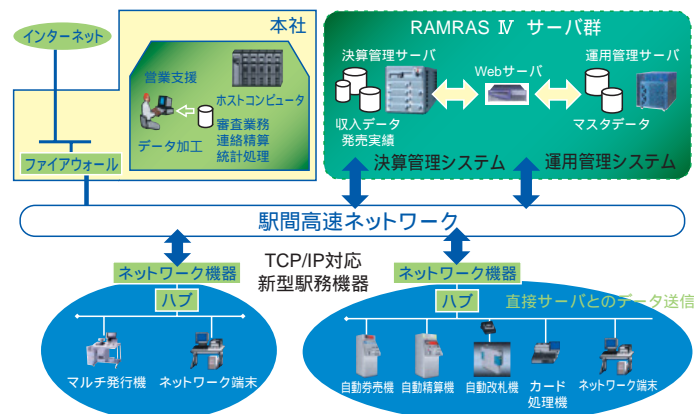 本社
インターネット
営業支援
ホストコンピュータ
審査業務
連絡精算
統計処理
データ加工
ファイアウォール
RAMRAS Ⅳ サーバ群
決算管理サーバ
Webサーバ
運用管理サーバ
収入データ
発売実績
マスタデータ
決算管理システム
運用管理システム
駅間高速ネットワーク
TCP/IP対応
新型駅務機器
ネットワーク機器
ハブ
マルチ発行機
ネットワーク端末
ネットワーク機器
ハブ
直接サーバとのデータ送信
自動券売機
自動精算機
自動改札機
カード
処理機
ネットワーク端末